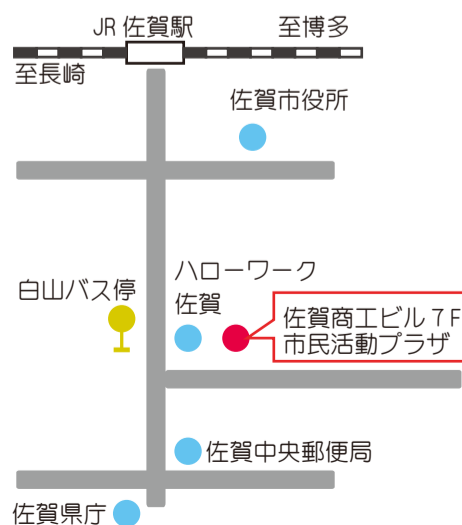 JR 佐賀駅
至博多
至長崎
佐賀市役所
ハローワーク
佐賀
白山バス停
佐賀商工ビル 7F
市民活動プラザ
佐賀中央郵便局
佐賀県庁